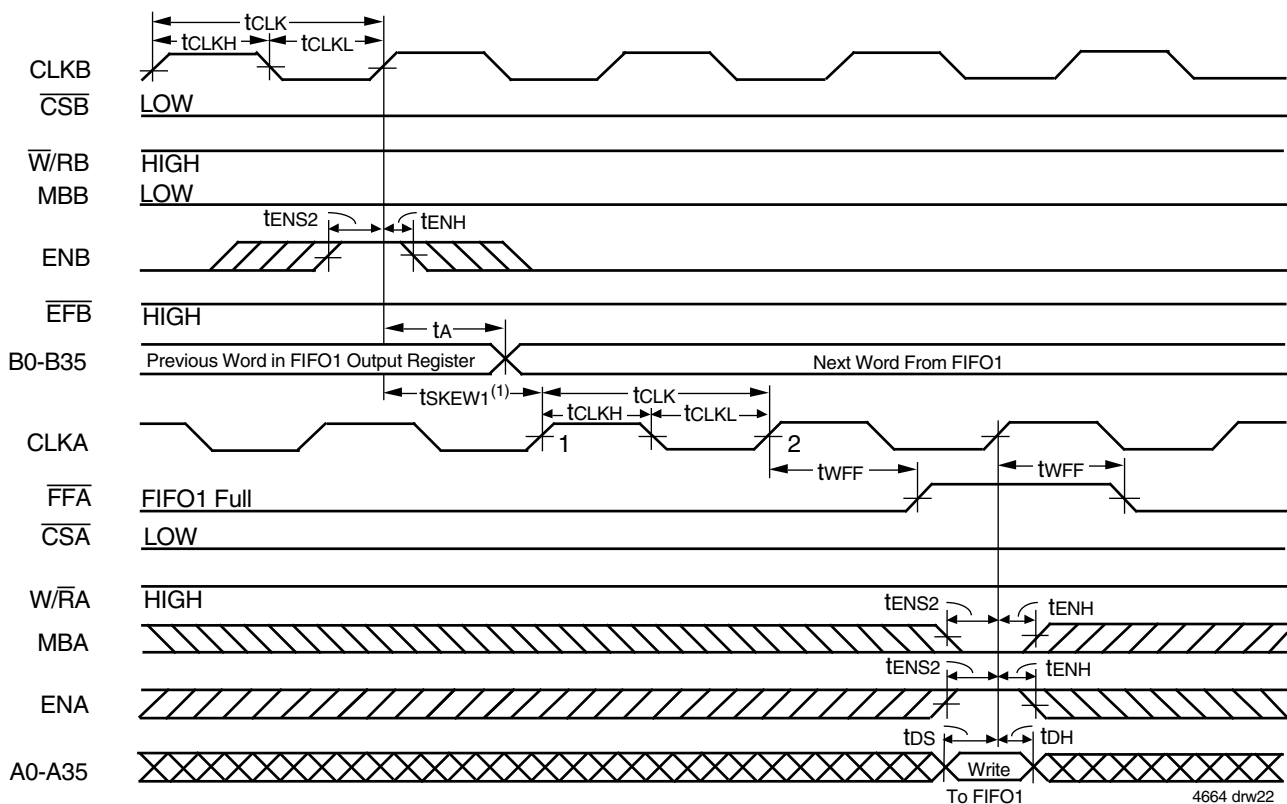 tCLK
tCLKH tCLKL
CLKB
CSB LOW
W/RB HIGH
MBB LOW
tENS2 tENH
ENB
EFB HIGH
tA
B0-B35 Previous Word in FIFO1 Output Register Next Word From FIFO1
tSKEW1(1) tCLK
tCLKH tCLKL
CLKA 1 2
tWFF tWFF
FFA FIFO1 Full
CSA LOW
W/RA HIGH
tENS2 tENH
MBA
tENS2 tENH
ENA
tDS tDH
A0-A35 Write
To FIFO1 4664 drw22